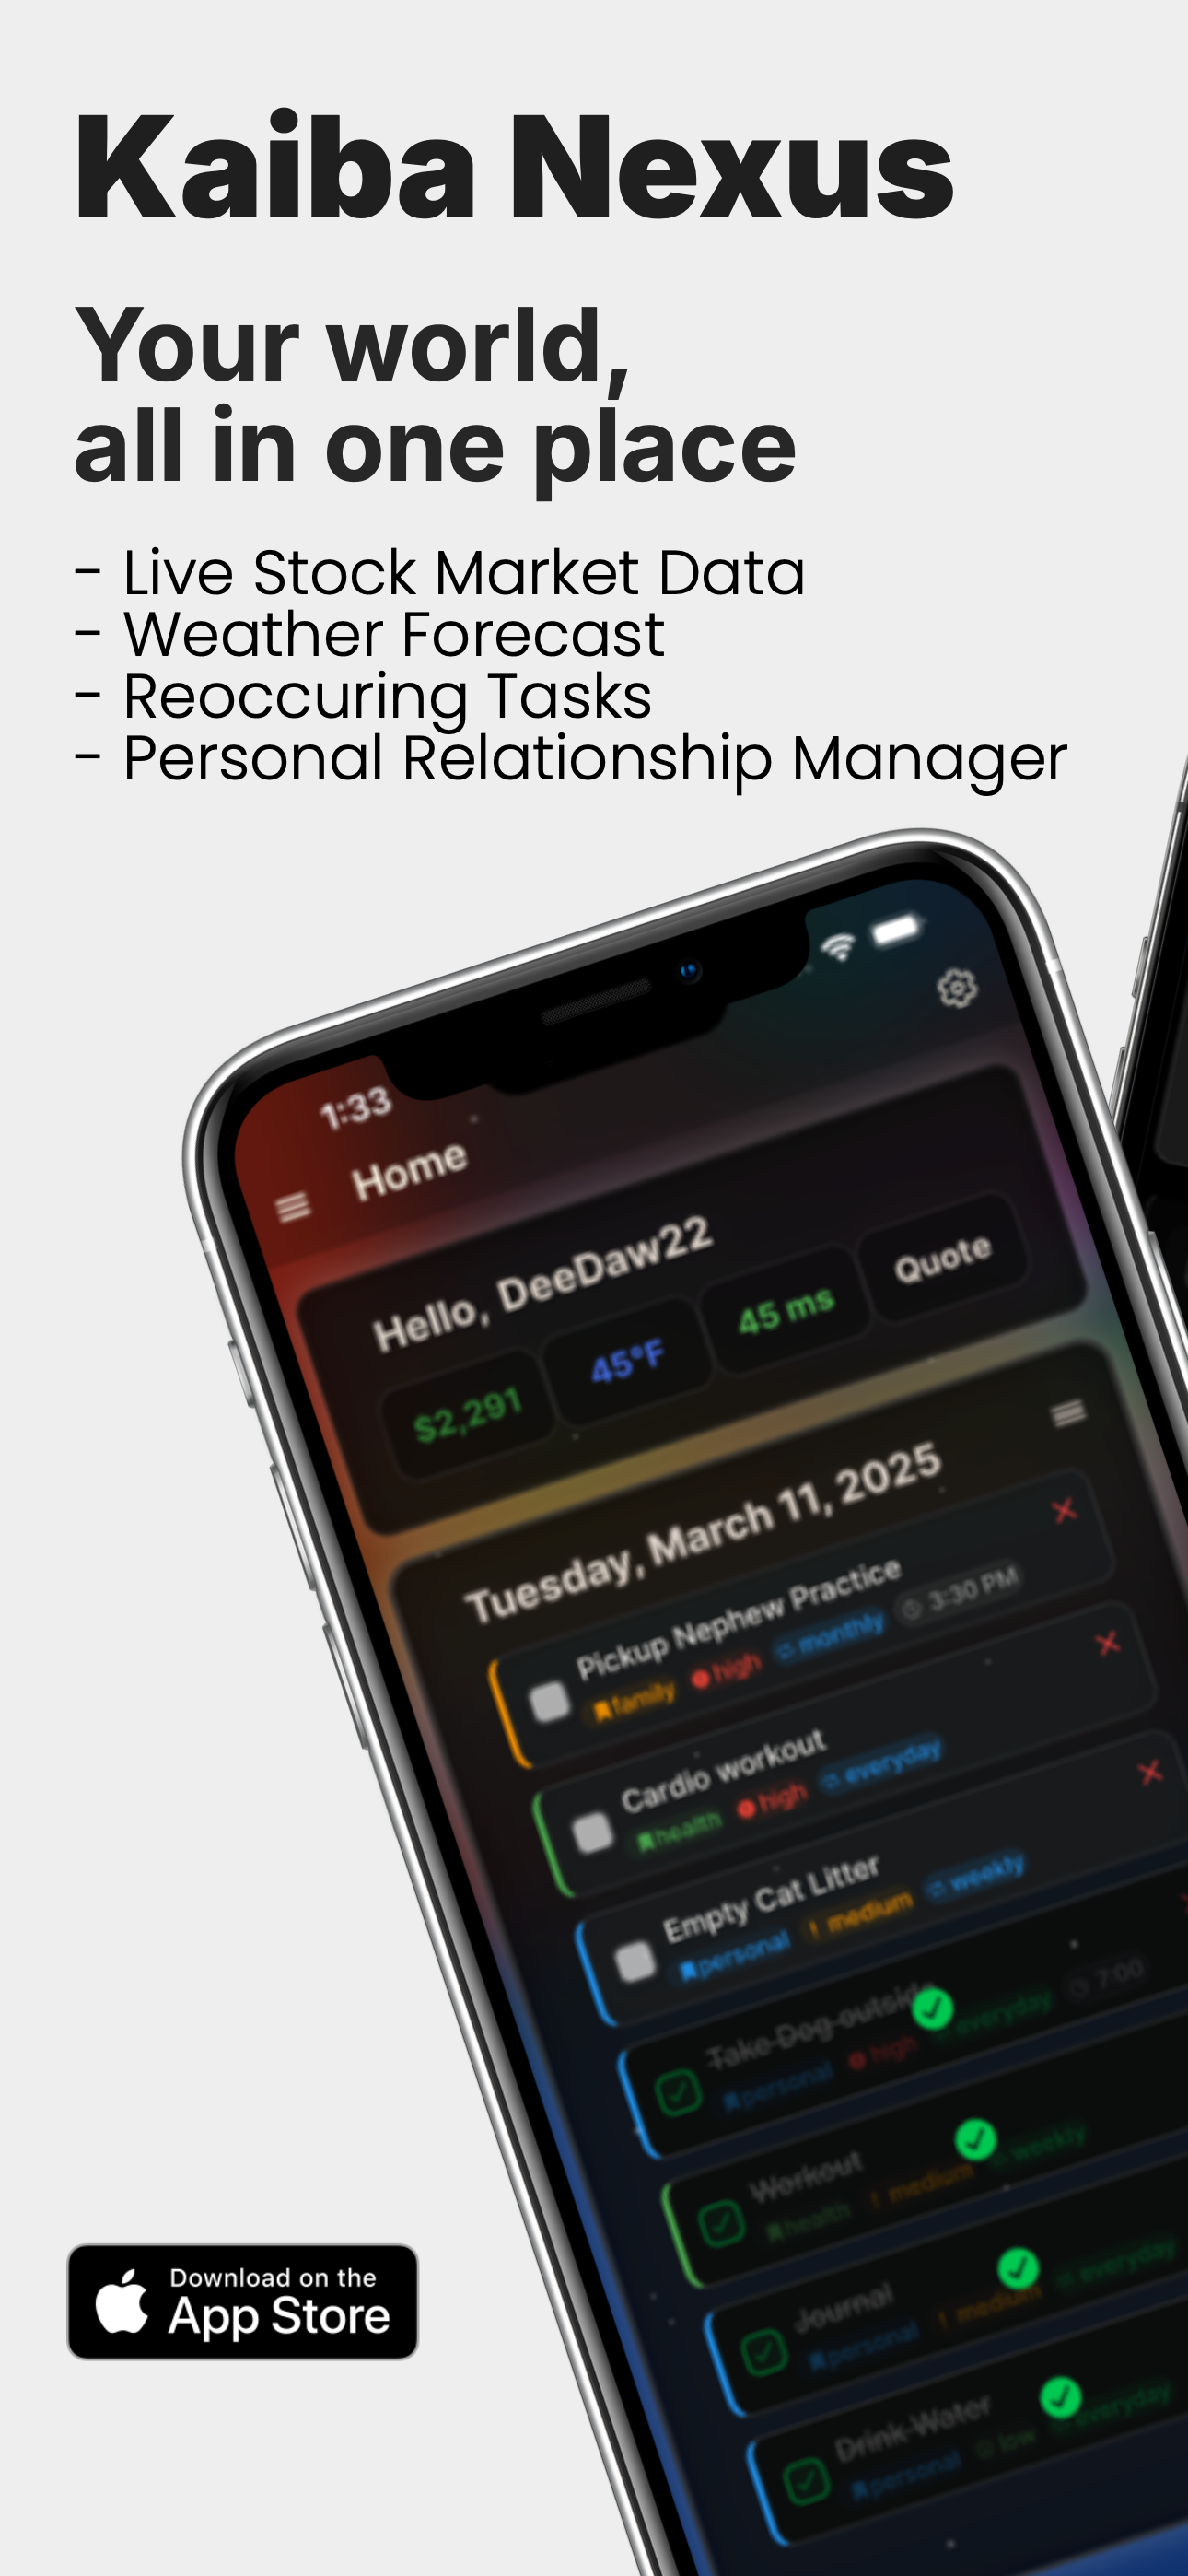 Kaiba Nexus
Your world,
all in one place
- Live Stock Market Data
- Weather Forecast
- Reoccuring Tasks
- Personal Relationship Manager
1:33
Home
Hello, DeeDaw22
$2,291
45°F
45 ms
Quote
Tuesday, March 11, 2025
Pickup Nephew Practice
family high monthly 3:30 PM
Cardio workout
health high everyday
Empty Cat Litter
personal ! medium weekly
Take Dog outside
personal high everyday 7:00
Workout
health ! medium weekly
Journal
personal ! medium everyday
Drink Water
personal low everyday
Download on the
App Store